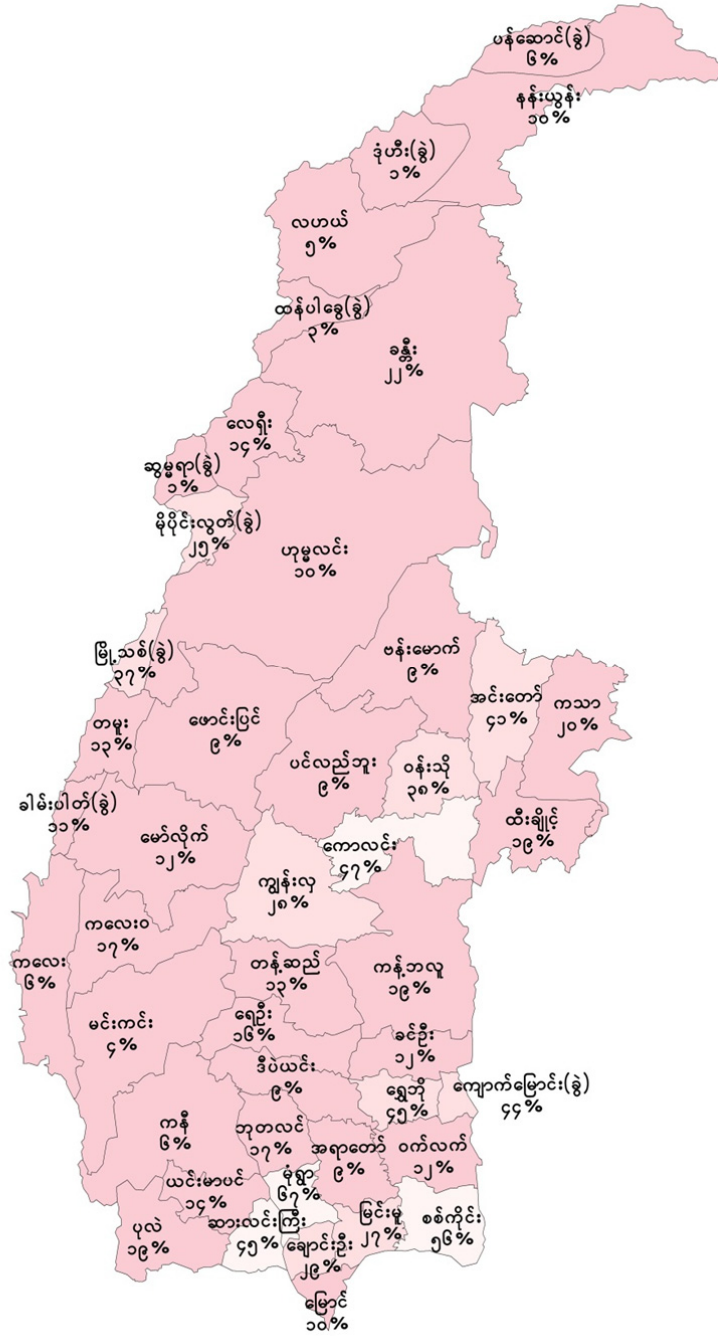 ပန်ဆောင်(ခွဲ)
၆%
နန်းယွန်း
၁၀%
ဒုံဟီး(ခွဲ)
၁%
လဟယ်
၅%
ထန်ပါခွေ(ခွဲ)
၃%
ခန္တီး
၂၂%
လေရှီး
၁၄%
ဆွမ္မရာ(ခွဲ)
၁%
မိုပိုင်းလွတ်(ခွဲ)
၂၅%
ဟုမ္မလင်း
၁၀%
ဗန်းမောက်
၉%
မြို့သစ်(ခွဲ)
၃၇%
အင်းတော်
၄၁%
ကသာ
၂၀%
တမူး
၁၃%
ဖောင်းပြင်
၉%
ပင်လည်ဘူး
၉%
ဝန်းသို
၃၈%
ခါမ်းပါတ်(ခွဲ)
၁၁%
မော်လိုက်
၁၂%
ကောလင်း
၄၇%
ထီးချိုင့်
၁၉%
ကျွန်းလှ
၂၈%
ကလေးဝ
၁၇%
ကလေး
၆%
တန့်ဆည်
၁၃%
ကန့်ဘလူ
၁၉%
မင်းကင်း
၄%
ရေဦး
၁၆%
ခင်ဦး
၁၂%
ဒီပဲယင်း
၉%
ရွှေဘို
၄၅%
ကျောက်မြောင်း(ခွဲ)
၄၄%
ကနီ
၆%
ဘုတလင်
၁၇%
အရာတော်
၉%
ဝက်လက်
၁၂%
ယင်းမာပင်
၁၄%
မုံရွာ
၆၇%
ပုလဲ
၁၉%
ဆားလင်းကြီး
၄၅%
ချောင်းဦး
၂၉%
မြင်းမူ
၂၇%
စစ်ကိုင်း
၅၆%
မြောင်
၁၀%